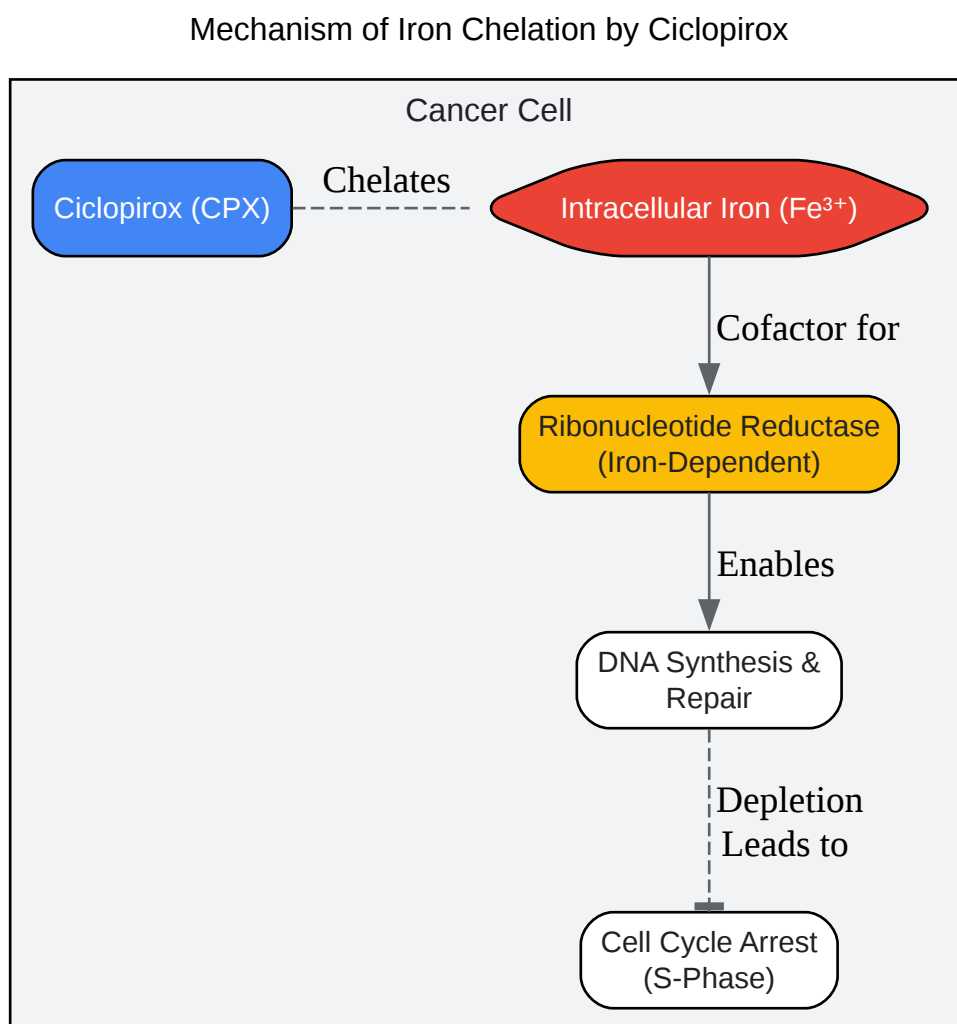 Mechanism of Iron Chelation by Ciclopirox
Cancer Cell
Ciclopirox (CPX)
Chelates
Intracellular Iron (Fe³⁺)
Cofactor for
Ribonucleotide Reductase
(Iron-Dependent)
Enables
DNA Synthesis &
Repair
Depletion
Leads to
Cell Cycle Arrest
(S-Phase)